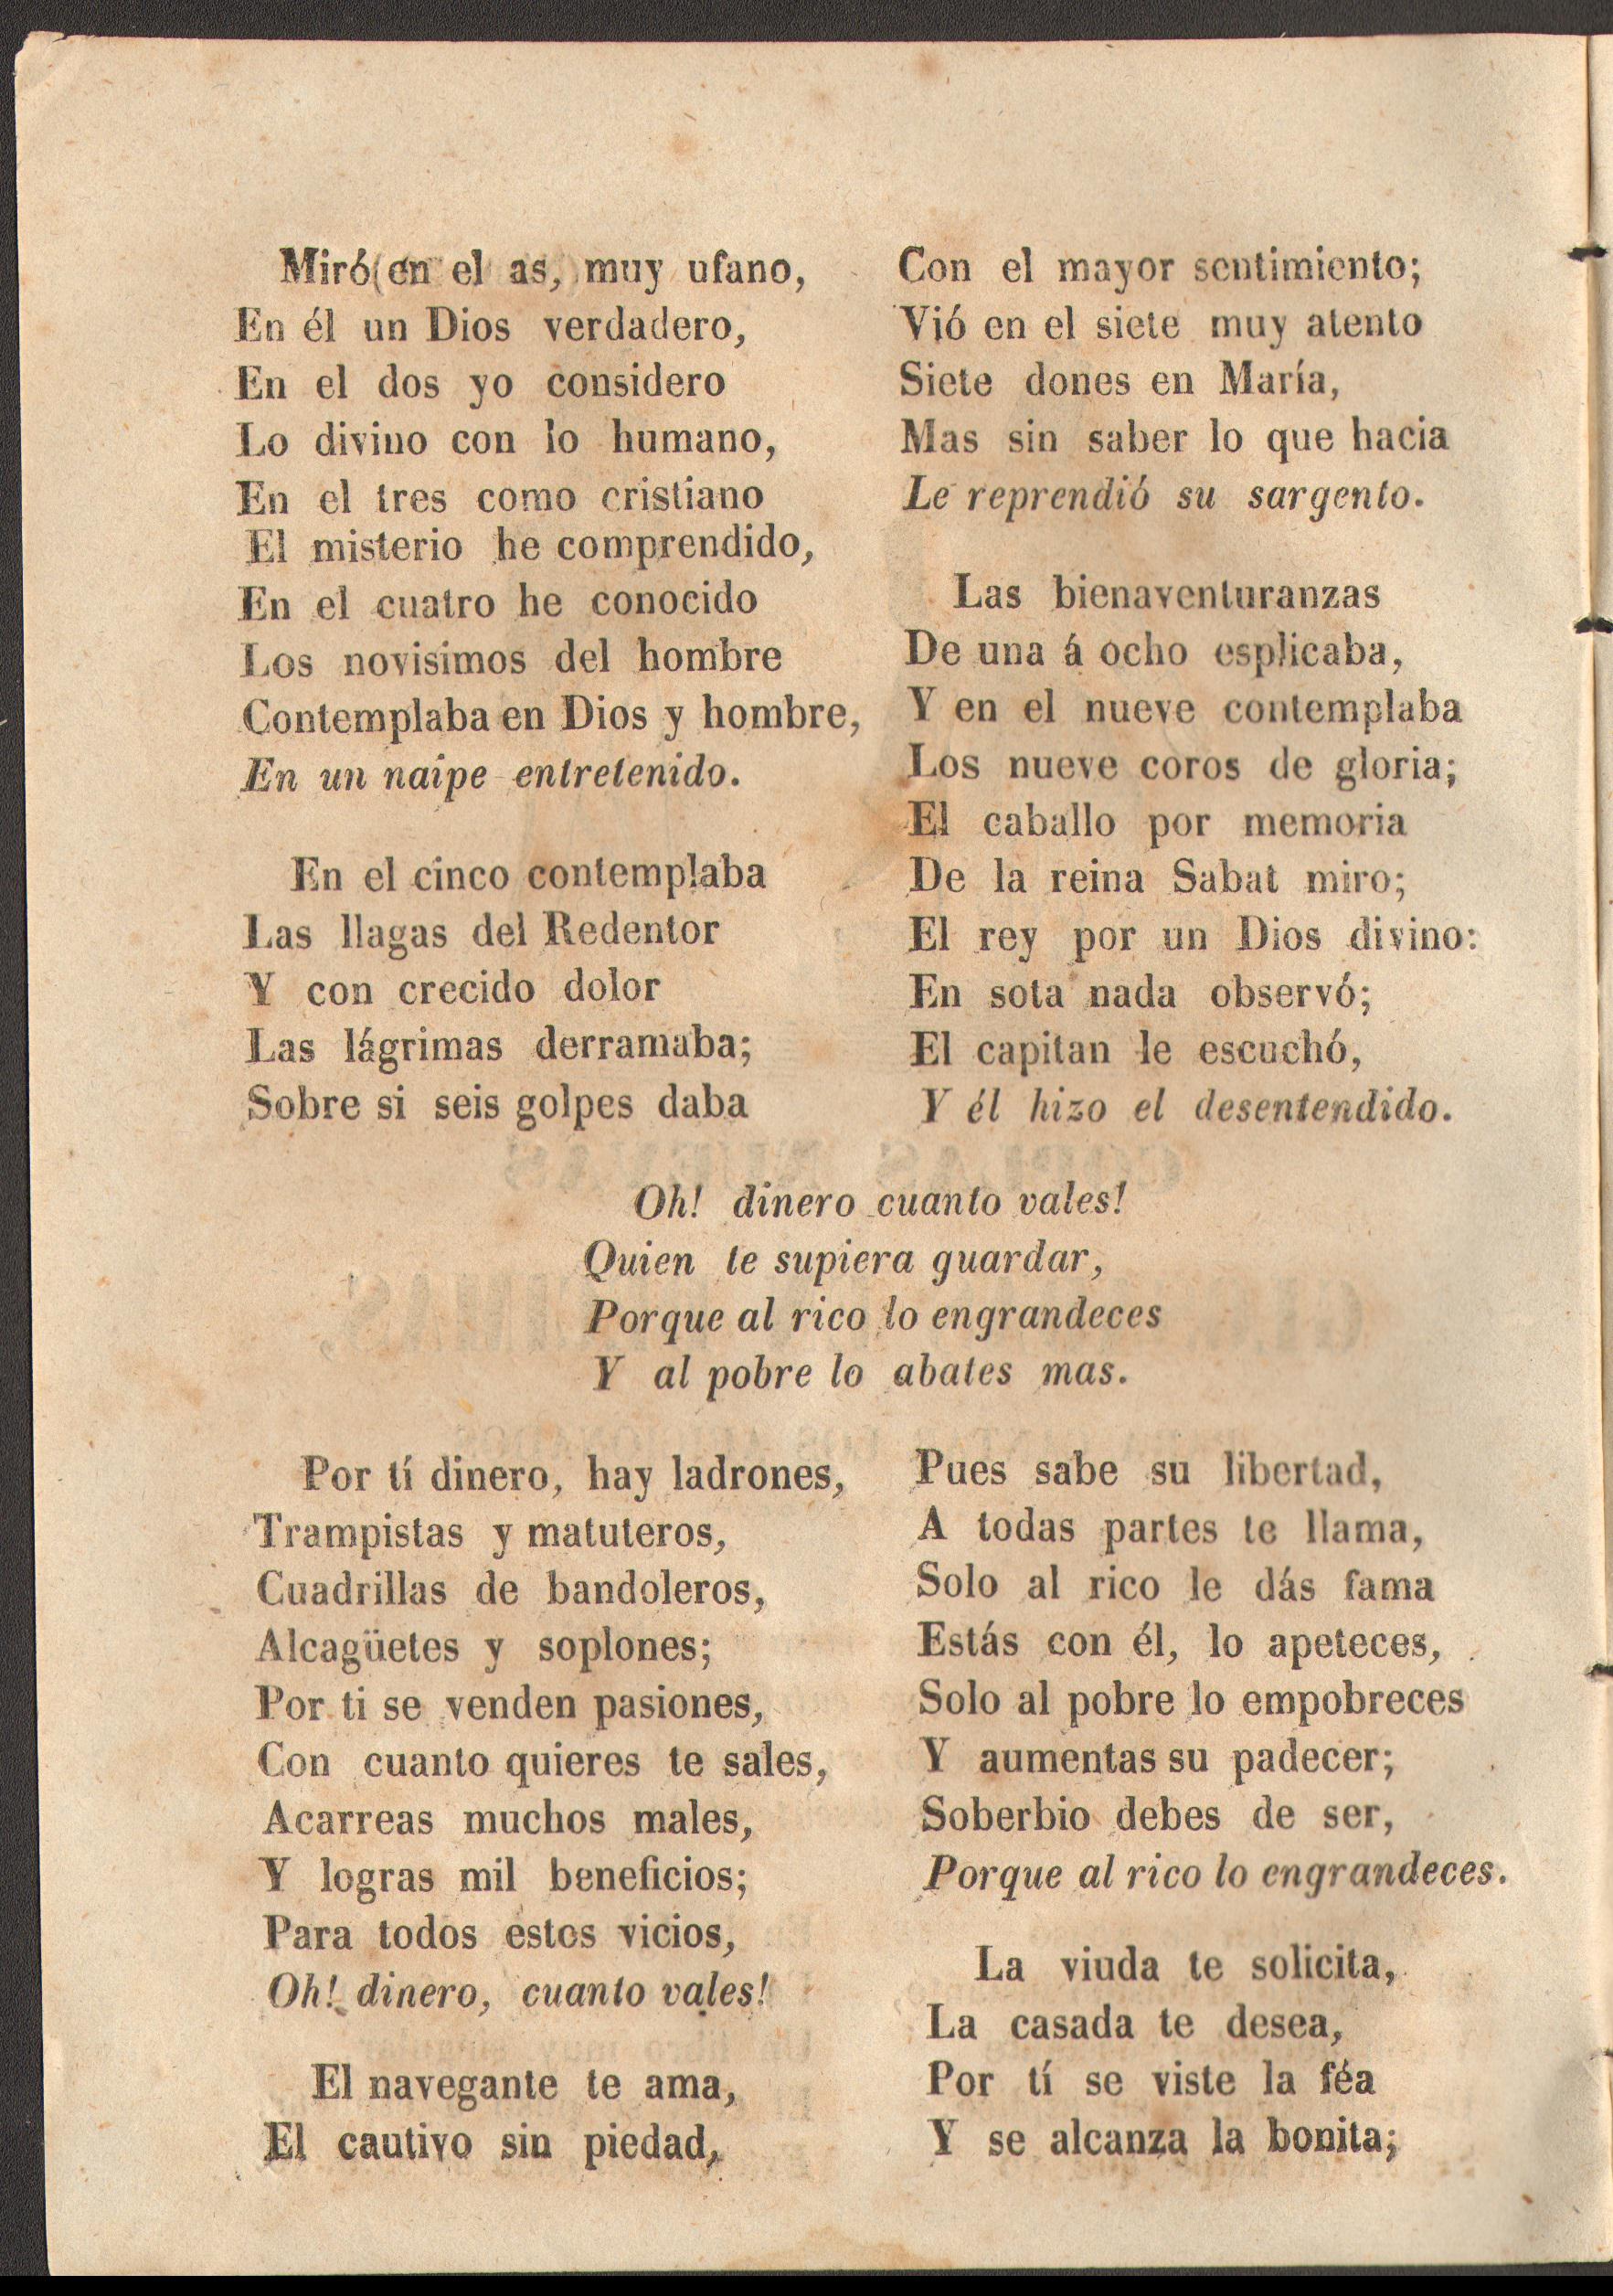 Miró en el as, muy ufano,
En él un Dios verdadero,
En el dos yo considero
Lo divino con lo humano,
En el tres como cristiano
El misterio he comprendido,
En el cuatro he conocido
Los novisimos del hombre
Contemplaba en Dios y hombre,
En un naipe entretenido.
En el cinco contemplaba
Las llagas del Redentor
Y con crecido dolor
Las lágrimas derramaba;
Sobre si seis golpes daba
Con el mayor sentimiento;
Vió en el siete muy atento
Siete dones en María,
Mas sin saber lo que hacia
Le reprendió su sargento.
Las bienaventuranzas
De una á ocho esplicaba,
Y en el nueve contemplaba
Los nueve coros de gloria;
El caballo por memoria
De la reina Sabat miro;
El rey por un Dios divino:
En sota nada observó;
El capitan le escuchó,
Y él hizo el desentendido.
Oh! dinero cuanto vales!
Quien te supiera guardar,
Porque al rico lo engrandeces
Y al pobre lo abates mas.
Por tí dinero, hay ladrones,
Trampistas y matuteros,
Cuadrillas de bandoleros,
Alcagüetes y soplones;
Por ti se venden pasiones,
Con cuanto quieres te sales,
Acarreas muchos males,
Y logras mil beneficios;
Para todos estos vicios,
Oh! dinero, cuanto vales!
El navegante te ama,
El cautivo sin piedad,
Pues sabe su libertad,
A todas partes te llama,
Solo al rico le dás fama
Estás con él, lo apeteces,
Solo al pobre lo empobreces
Y aumentas su padecer;
Soberbio debes de ser,
Porque al rico lo engrandeces.
La viuda te solicita,
La casada te desea,
Por tí se viste la féa
Y se alcanza la bonita;